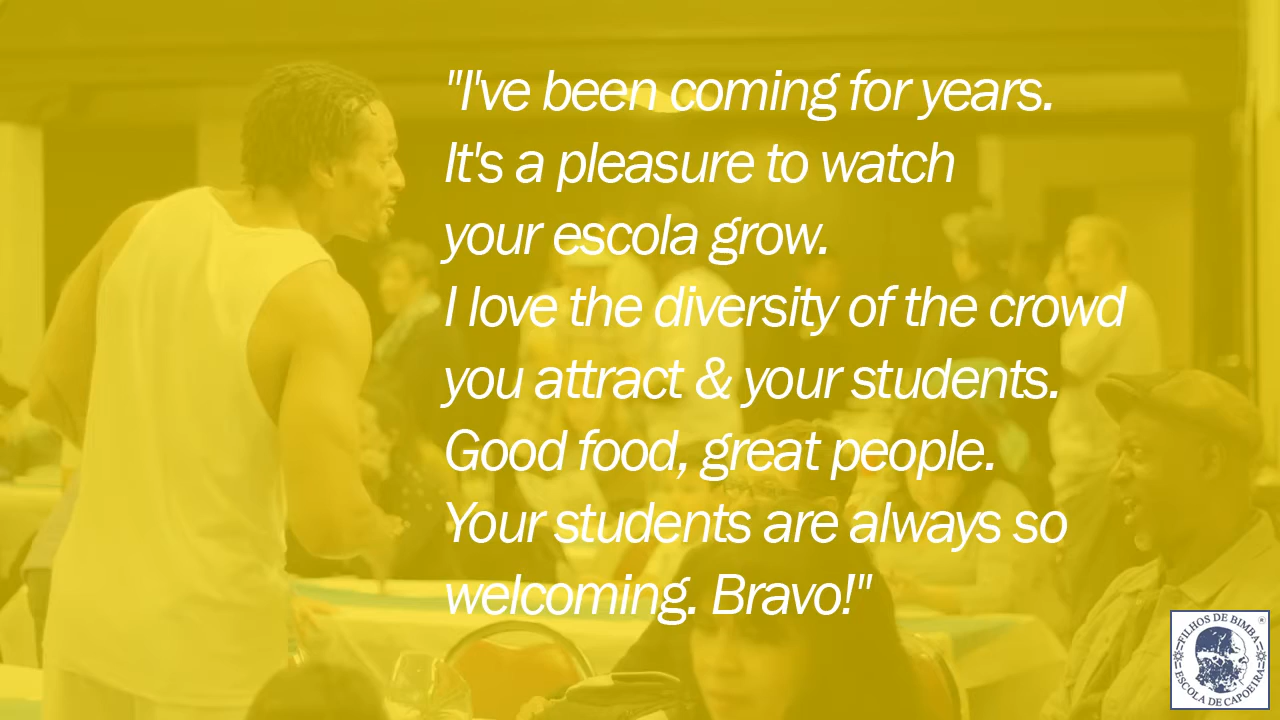 "I've been coming for years.
It's a pleasure to watch
your escola grow.
I love the diversity of the crowd
you attract & your students.
Good food, great people.
Your students are always so
welcoming. Bravo!"
FILHOS DE BIMBA
®
ESCOLA DE CAPOEIRA